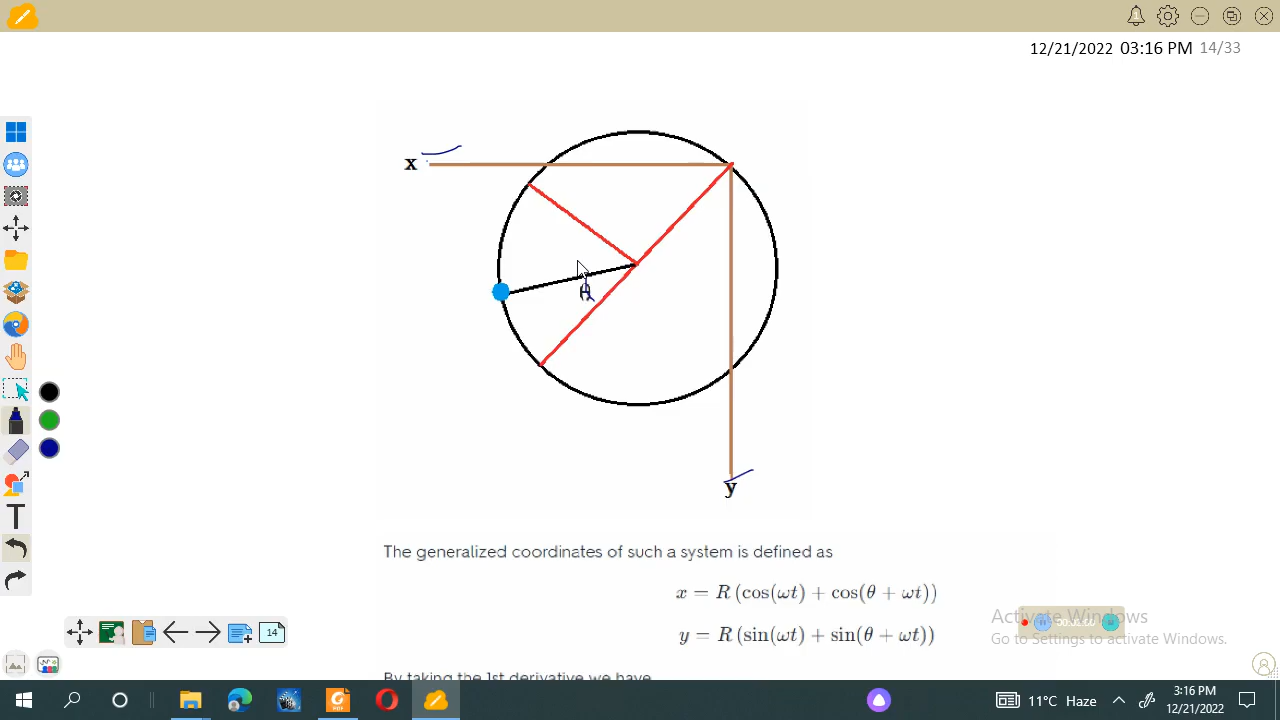 12/21/2022 03:16 PM 14/33
x
y
The generalized coordinates of such a system is defined as
x = R (cos(ωt) + cos(θ + ωt))
y = R (sin(ωt) + sin(θ + ωt))
By taking the 1st derivative we have
T
14
Activate Windows
Go to Settings to activate Windows.
11°C Haze
3:16 PM
12/21/2022